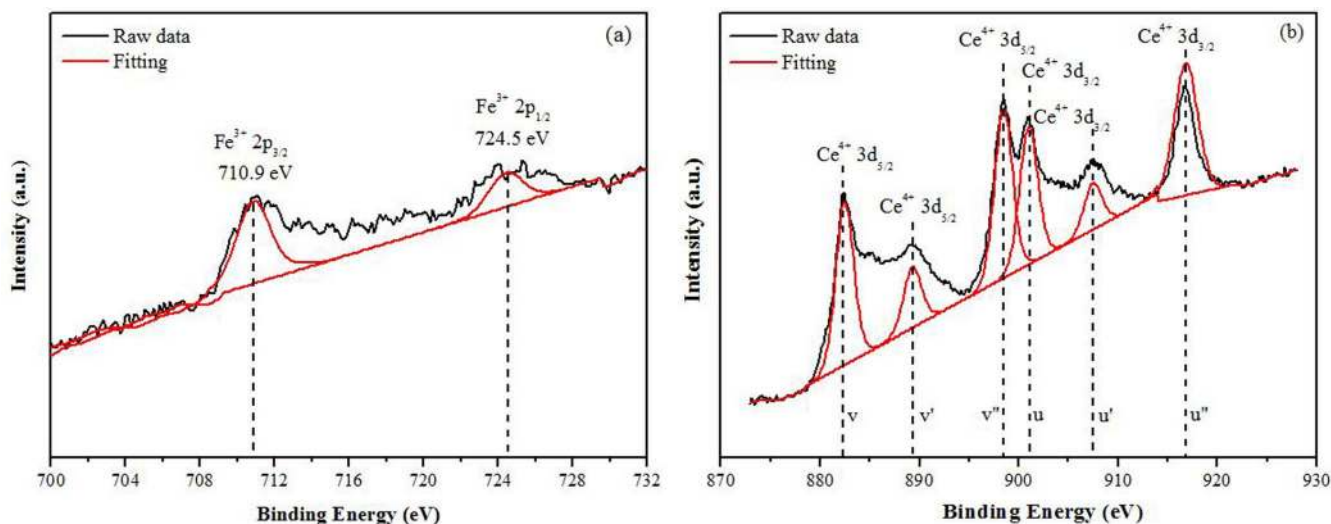 Raw data
Fitting
(a)
Fe³⁺ 2p₃/₂
710.9 eV
Fe³⁺ 2p₁/₂
724.5 eV
Intensity (a.u.)
700 704 708 712 716 720 724 728 732
Binding Energy (eV)
Raw data
Fitting
(b)
Ce⁴⁺ 3d₅/₂
Ce⁴⁺ 3d₅/₂
Ce⁴⁺ 3d₅/₂
Ce⁴⁺ 3d₃/₂
Ce⁴⁺ 3d₃/₂
Ce⁴⁺ 3d₃/₂
v v' v" u u' u"
Intensity (a.u.)
870 880 890 900 910 920 930
Binding Energy (eV)